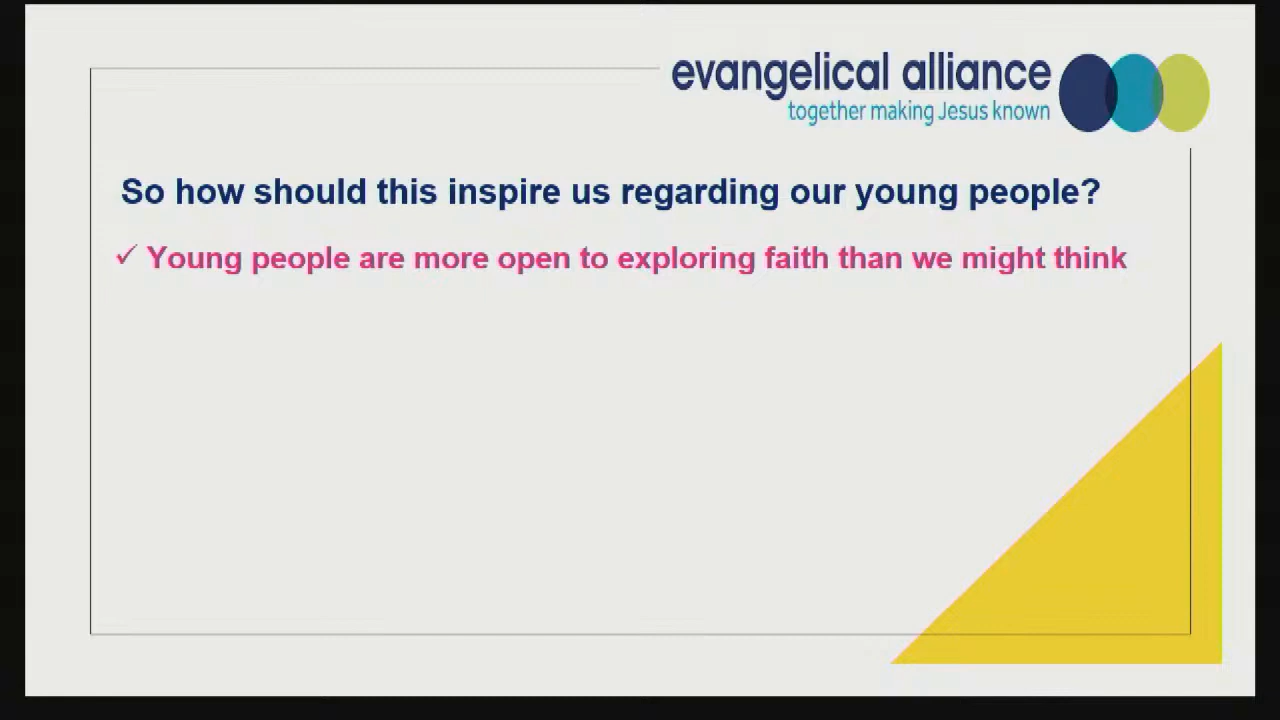 evangelical alliance
together making Jesus known
So how should this inspire us regarding our young people?
✓ Young people are more open to exploring faith than we might think